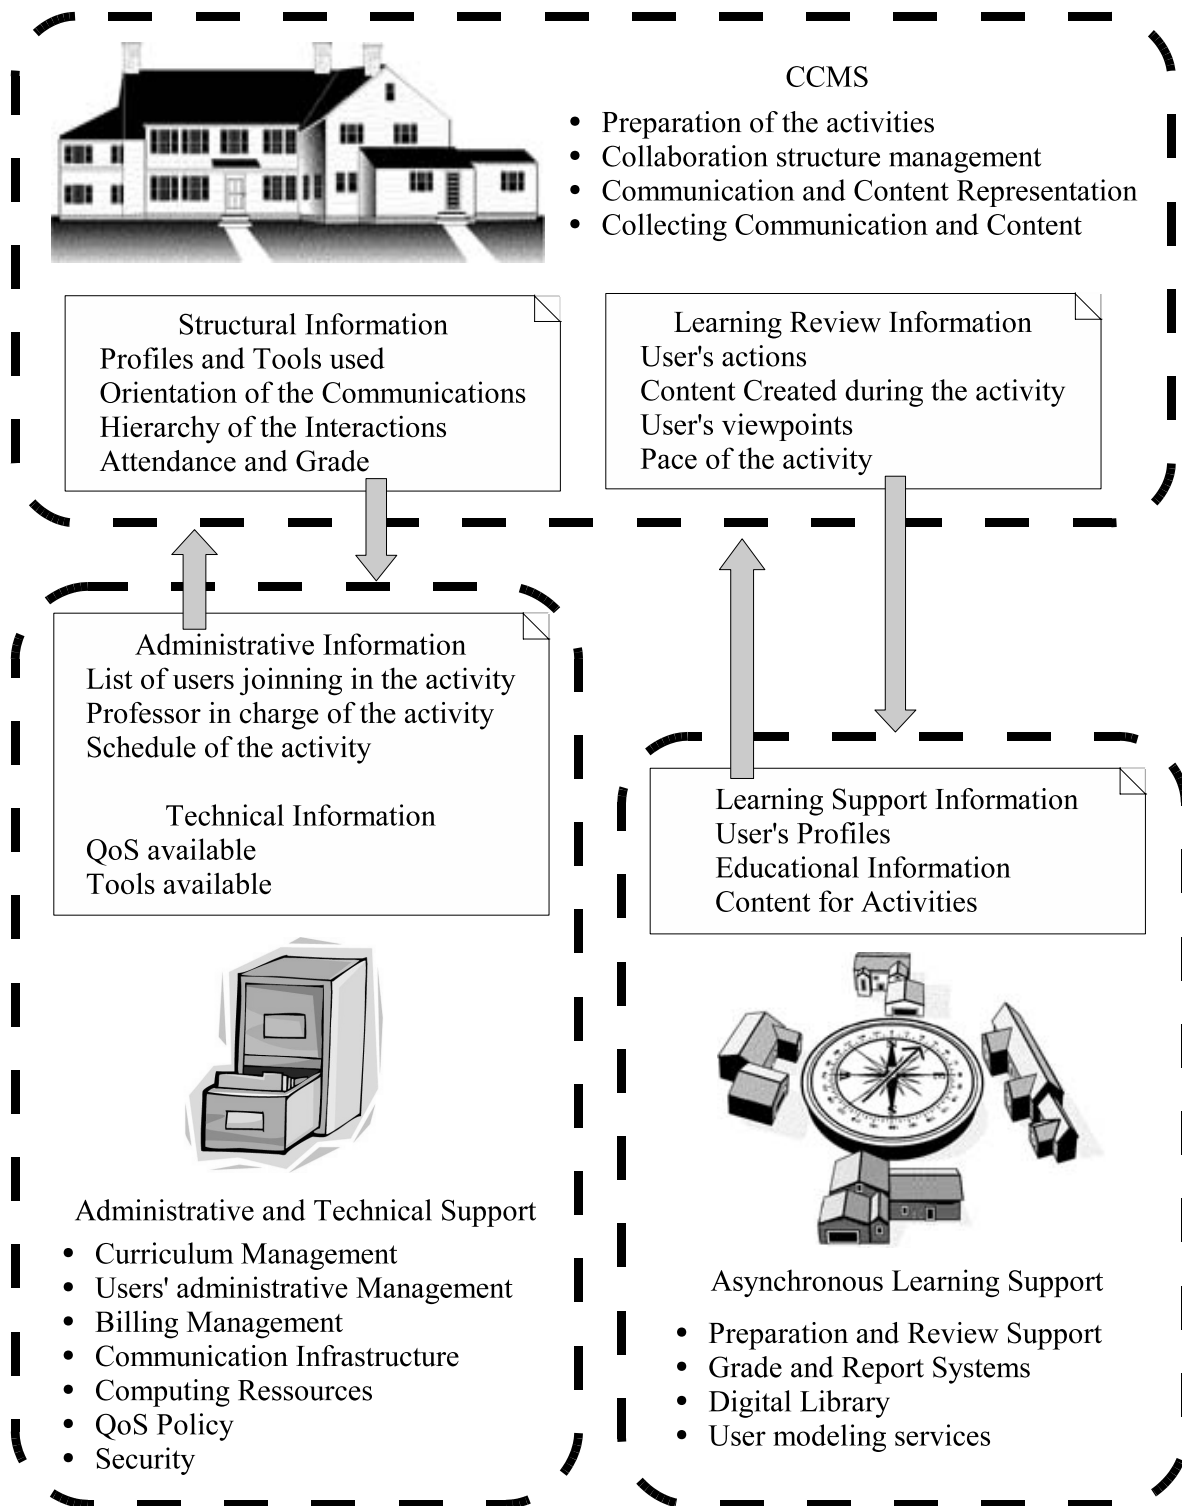 CCMS
• Preparation of the activities
• Collaboration structure management
• Communication and Content Representation
• Collecting Communication and Content
Structural Information
Profiles and Tools used
Orientation of the Communications
Hierarchy of the Interactions
Attendance and Grade
Learning Review Information
User's actions
Content Created during the activity
User's viewpoints
Pace of the activity
Administrative Information
List of users joinning in the activity
Professor in charge of the activity
Schedule of the activity
Technical Information
QoS available
Tools available
Learning Support Information
User's Profiles
Educational Information
Content for Activities
Administrative and Technical Support
• Curriculum Management
• Users' administrative Management
• Billing Management
• Communication Infrastructure
• Computing Ressources
• QoS Policy
• Security
Asynchronous Learning Support
• Preparation and Review Support
• Grade and Report Systems
• Digital Library
• User modeling services